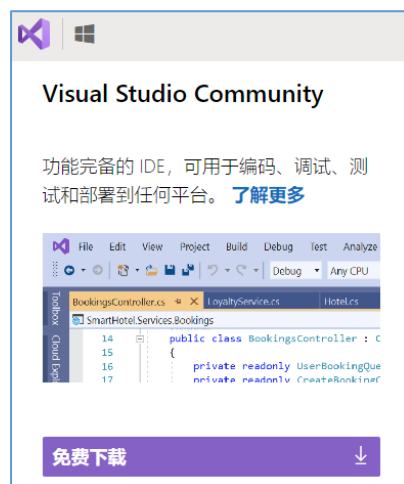 Visual Studio Community
功能完备的 IDE，可用于编码、调试、测
试和部署到任何平台。 了解更多
File Edit View Project Build Debug Test Analyze
Debug Any CPU
BookingsController.cs LoyaltyService.cs Hotel.cs
Toolbox
SmartHotel.Services.Bookings
Cloud Expl
14 public class BookingsController : C
15 {
16 private readonly UserBookingQue
17 private readonly CreateBookingC
免费下载